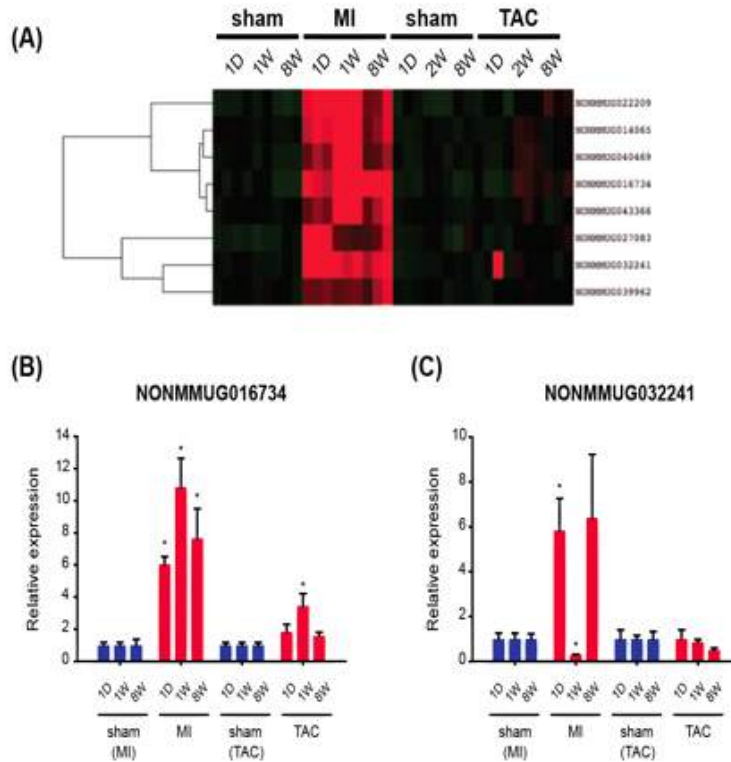 sham MI sham TAC
(A) 1D 1W 8W 1D 1W 8W 1D 2W 8W 1D 2W 8W
NONMMUG022209
NONMMUG014065
NONMMUG040469
NONMMUG016734
NONMMUG043366
NONMMUG027083
NONMMUG032241
NONMMUG039962
(B)
NONMMUG016734
14
12
10
8
6
4
2
0
Relative expression
* * * *
1D 1W 8W 1D 1W 8W 1D 1W 8W 1D 1W 8W
sham MI sham TAC
(MI) (TAC)
(C)
NONMMUG032241
10
8
6
4
2
0
Relative expression
* *
1D 1W 8W 1D 1W 8W 1D 1W 8W 1D 1W 8W
sham MI sham TAC
(MI) (TAC)